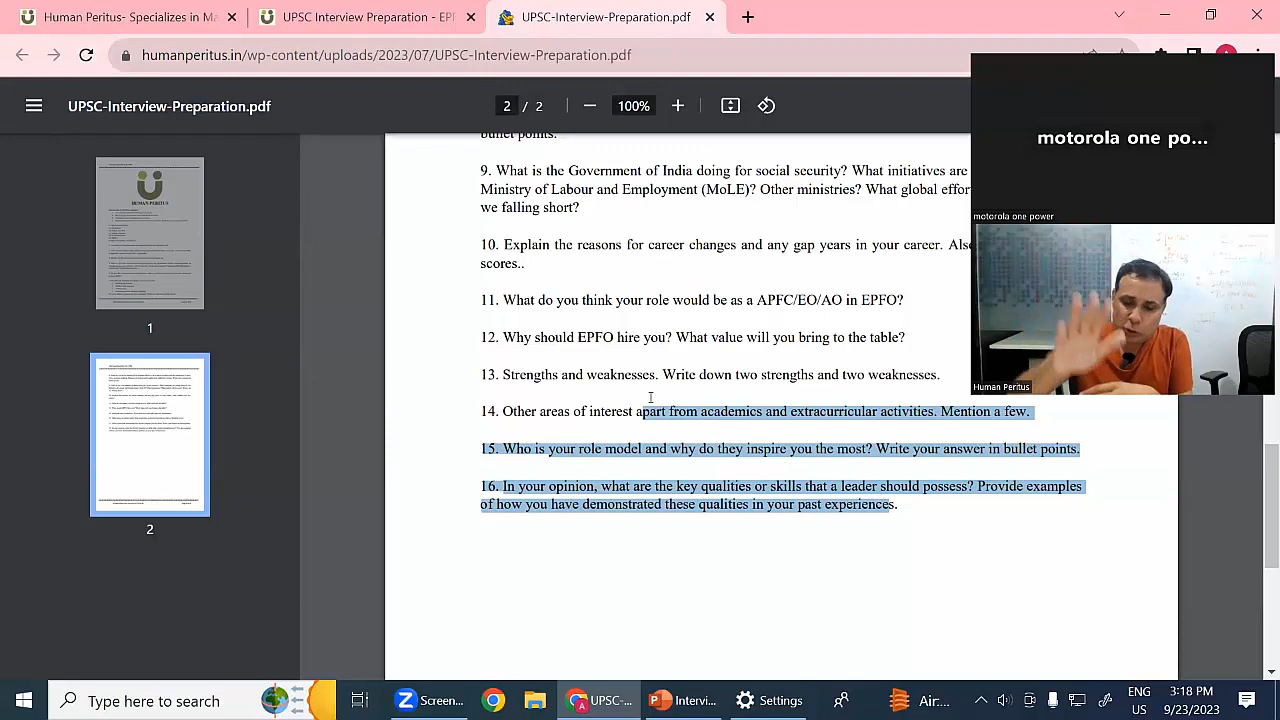 Human Peritus- Specializes in Ma
UPSC Interview Preparation - EPF
UPSC-Interview-Preparation.pdf
humanperitus.in/wp-content/uploads/2023/07/UPSC-Interview-Preparation.pdf
UPSC-Interview-Preparation.pdf
2 / 2
100%
motorola one po...
motorola one power
Human Peritus
HUMAN PERITUS
1
2
bullet points.
9. What is the Government of India doing for social security? What initiatives are
Ministry of Labour and Employment (MoLE)? Other ministries? What global effor
we falling short?
10. Explain the reasons for career changes and any gap years in your career. Also
scores.
11. What do you think your role would be as a APFC/EO/AO in EPFO?
12. Why should EPFO hire you? What value will you bring to the table?
13. Strengths and weaknesses. Write down two strengths and two weaknesses.
14. Other areas of interest apart from academics and extracurricular activities. Mention a few.
15. Who is your role model and why do they inspire you the most? Write your answer in bullet points.
16. In your opinion, what are the key qualities or skills that a leader should possess? Provide examples
of how you have demonstrated these qualities in your past experiences.
Type here to search
Screen...
UPSC-...
Intervi...
Settings
Air...
ENG
US
3:18 PM
9/23/2023